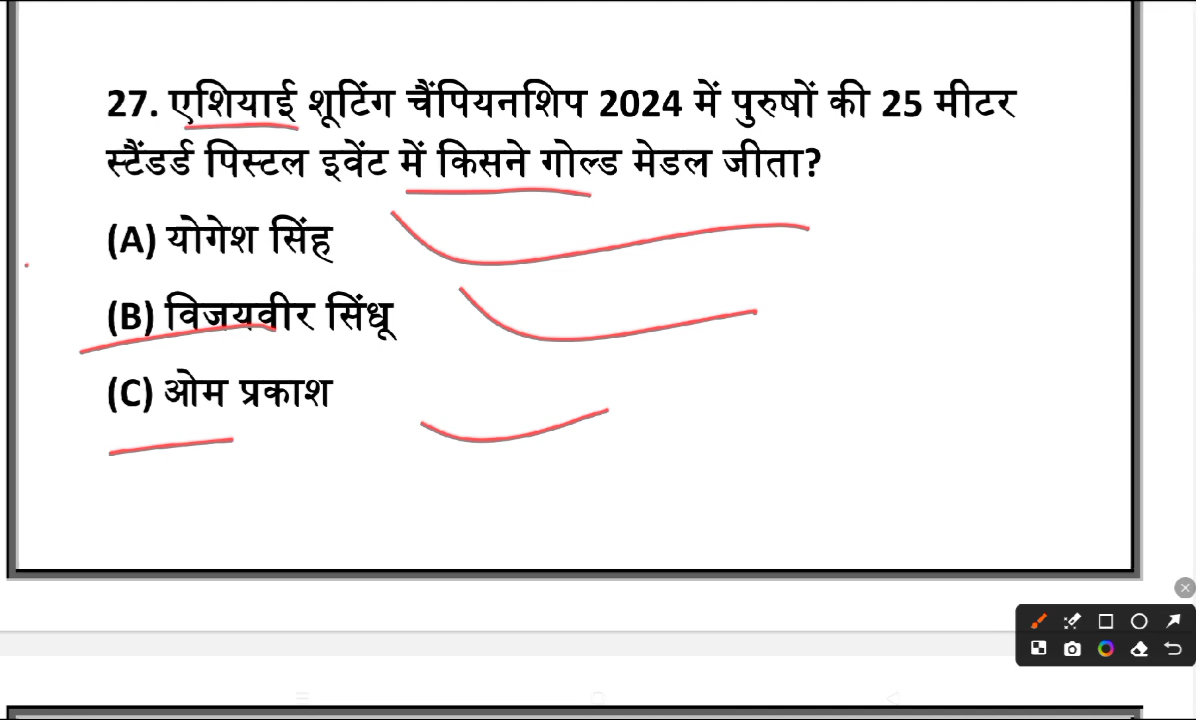 27. एशियाई शूटिंग चैंपियनशिप 2024 में पुरुषों की 25 मीटर
स्टैंडर्ड पिस्टल इवेंट में किसने गोल्ड मेडल जीता?
(A) योगेश सिंह
(B) विजयवीर सिंधू
(C) ओम प्रकाश